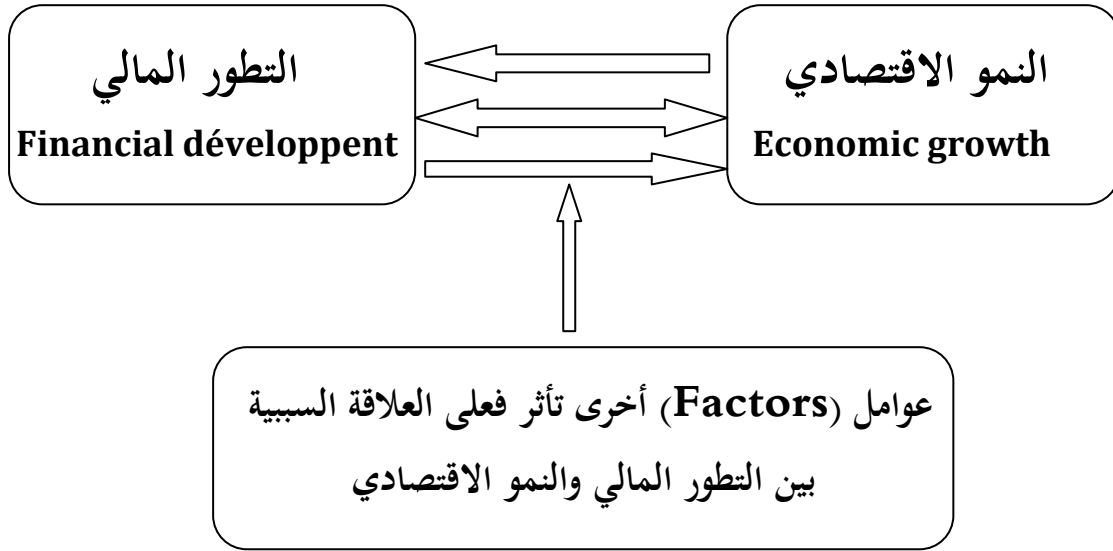 النمو الاقتصادي
Economic growth
التطور المالي
Financial développent
عوامل (Factors) أخرى تأثر فعلى العلاقة السببية
بين التطور المالي والنمو الاقتصادي